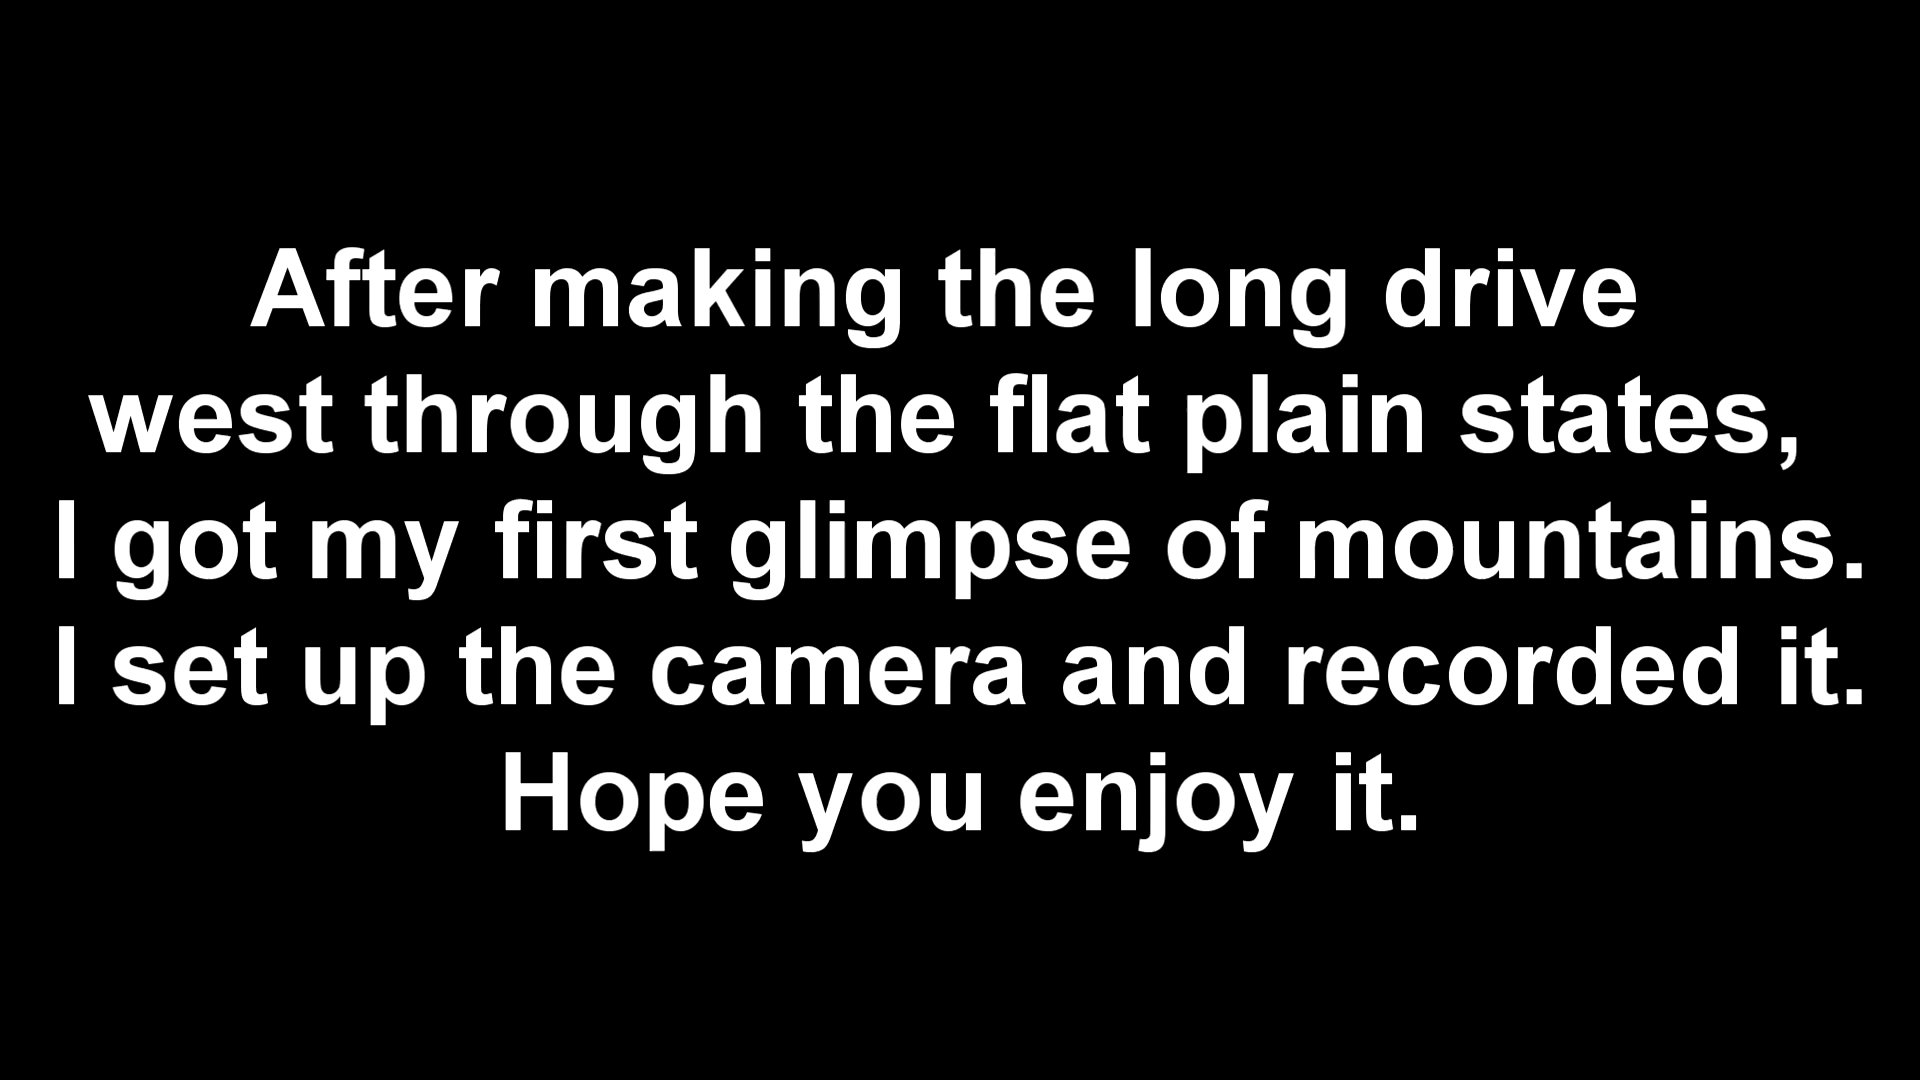 After making the long drive
west through the flat plain states,
I got my first glimpse of mountains.
I set up the camera and recorded it.
Hope you enjoy it.